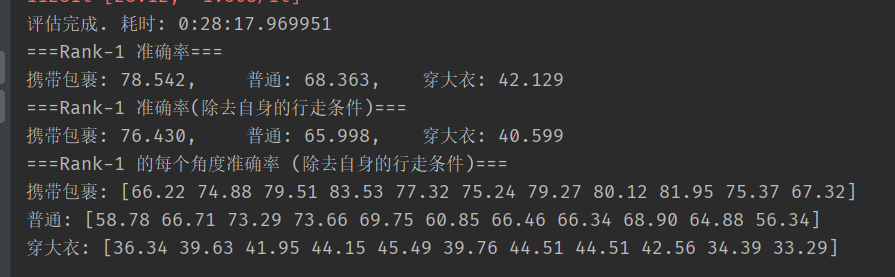 评估完成. 耗时: 0:28:17.969951
===Rank-1 准确率===
携带包裹: 78.542,    普通: 68.363,    穿大衣: 42.129
===Rank-1 准确率(除去自身的行走条件)===
携带包裹: 76.430,    普通: 65.998,    穿大衣: 40.599
===Rank-1 的每个角度准确率 (除去自身的行走条件)===
携带包裹: [66.22 74.88 79.51 83.53 77.32 75.24 79.27 80.12 81.95 75.37 67.32]
普通: [58.78 66.71 73.29 73.66 69.75 60.85 66.46 66.34 68.90 64.88 56.34]
穿大衣: [36.34 39.63 41.95 44.15 45.49 39.76 44.51 44.51 42.56 34.39 33.29]